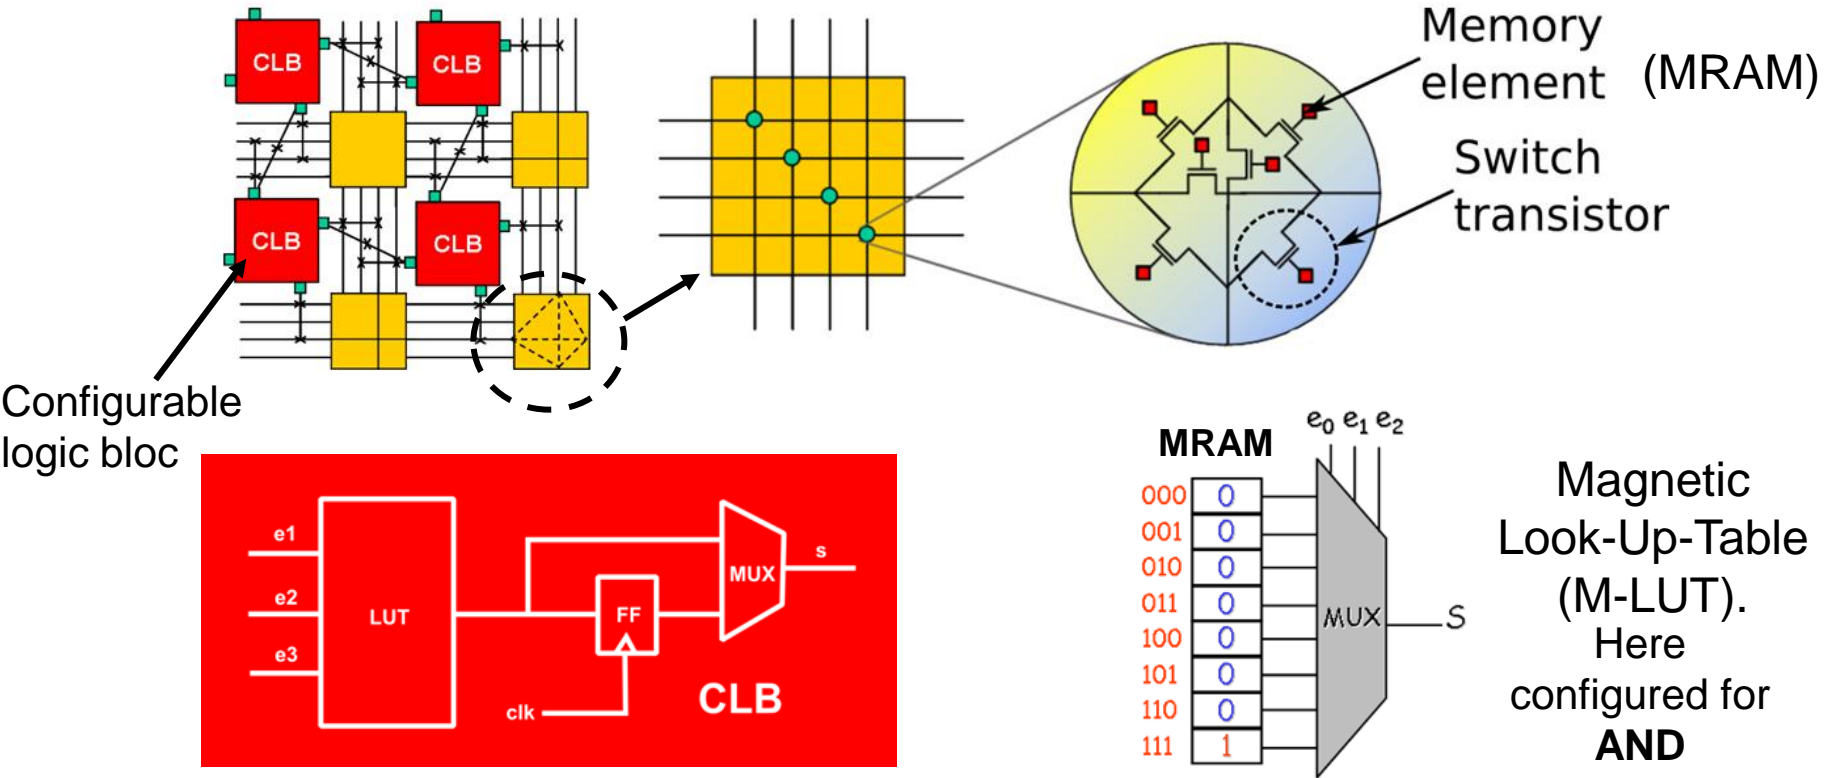 CLB
CLB
CLB
CLB
Memory
element
(MRAM)
Switch
transistor
Configurable
logic bloc
e1
e2
e3
LUT
FF
clk
MUX
s
CLB
MRAM
e0 e1 e2
000 0
001 0
010 0
011 0
100 0
101 0
110 0
111 1
MUX
S
Magnetic
Look-Up-Table
(M-LUT).
Here
configured for
AND